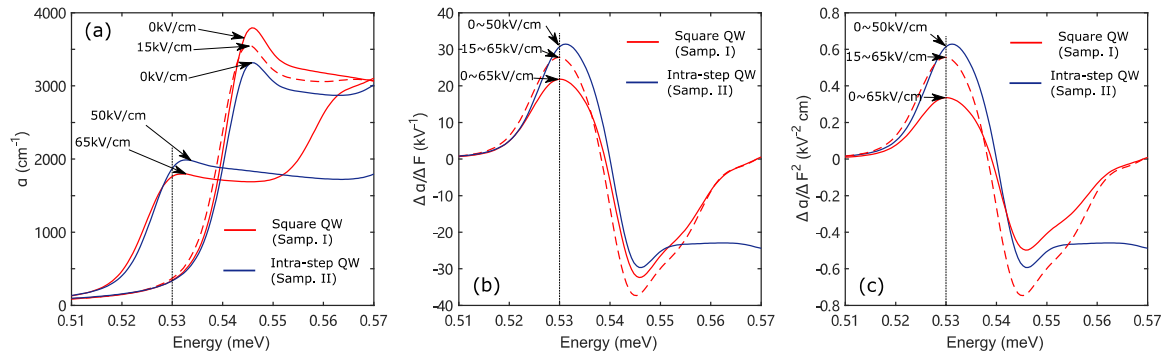 (a)
0kV/cm
15kV/cm
0kV/cm
50kV/cm
65kV/cm
Square QW
(Samp. I)
Intra-step QW
(Samp. II)
α (cm⁻¹)
4000
3000
2000
1000
0
0.51 0.52 0.53 0.54 0.55 0.56 0.57
Energy (meV)
0~50kV/cm
15~65kV/cm
0~65kV/cm
Square QW
(Samp. I)
Intra-step QW
(Samp. II)
(b)
Δ α/Δ F (kV⁻¹)
40
30
20
10
0
-10
-20
-30
-40
0.51 0.52 0.53 0.54 0.55 0.56 0.57
Energy (meV)
0~50kV/cm
15~65kV/cm
0~65kV/cm
Square QW
(Samp. I)
Intra-step QW
(Samp. II)
(c)
Δ α/Δ F² (kV⁻² cm)
0.8
0.6
0.4
0.2
0
-0.2
-0.4
-0.6
-0.8
0.51 0.52 0.53 0.54 0.55 0.56 0.57
Energy (meV)